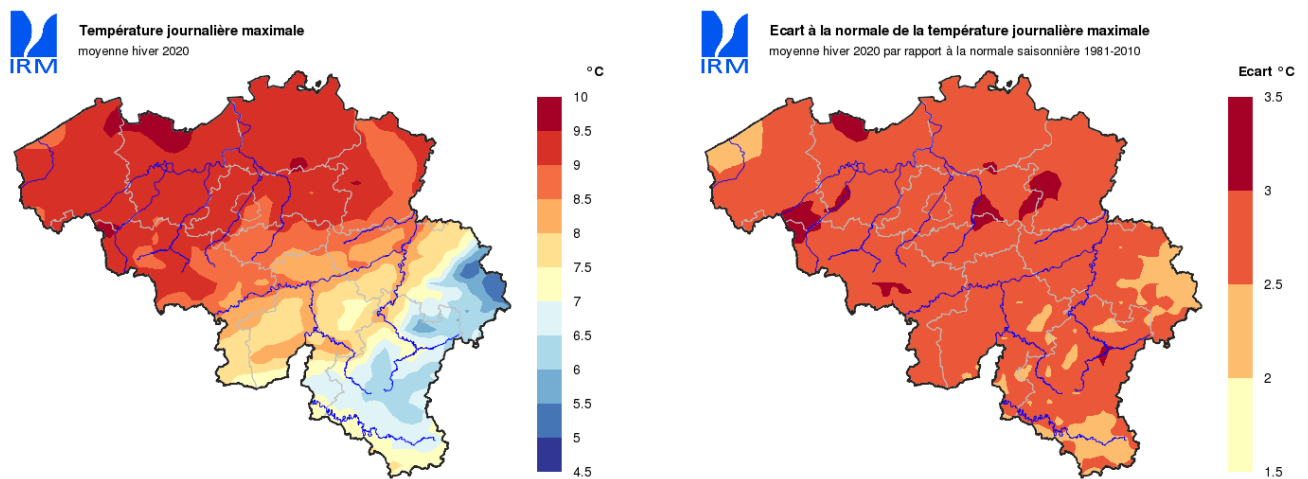 Température journalière maximale
moyenne hiver 2020
IRM
°C
10
9.5
9
8.5
8
7.5
7
6.5
6
5.5
5
4.5
Ecart à la normale de la température journalière maximale
moyenne hiver 2020 par rapport à la normale saisonnière 1981-2010
IRM
Ecart °C
3.5
3
2.5
2
1.5